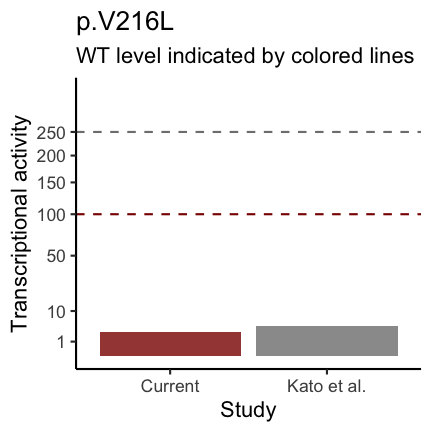 p.V216L
WT level indicated by colored lines
Transcriptional activity
250
200
150
100
50
10
1
Current
Kato et al.
Study